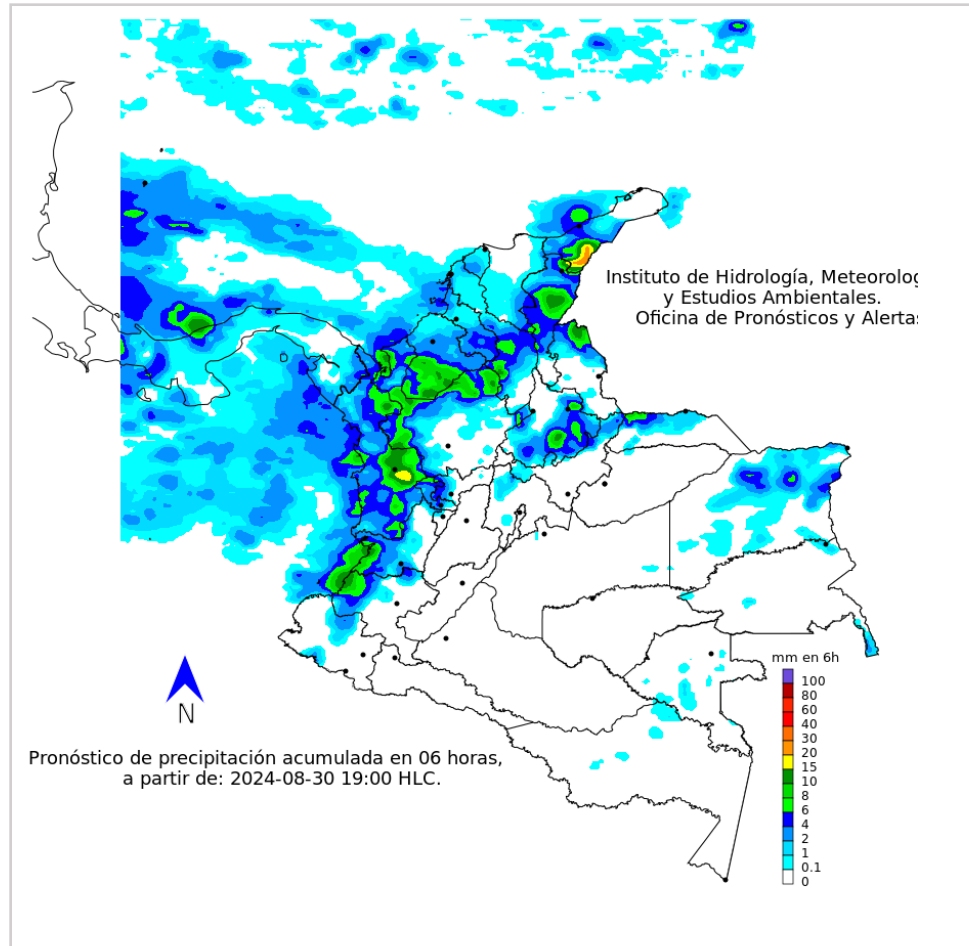 Instituto de Hidrología, Meteorolog
y Estudios Ambientales.
Oficina de Pronósticos y Alertas
mm en 6h
100
80
60
40
30
20
15
10
8
6
4
2
1
0.1
0
N
Pronóstico de precipitación acumulada en 06 horas,
a partir de: 2024-08-30 19:00 HLC.